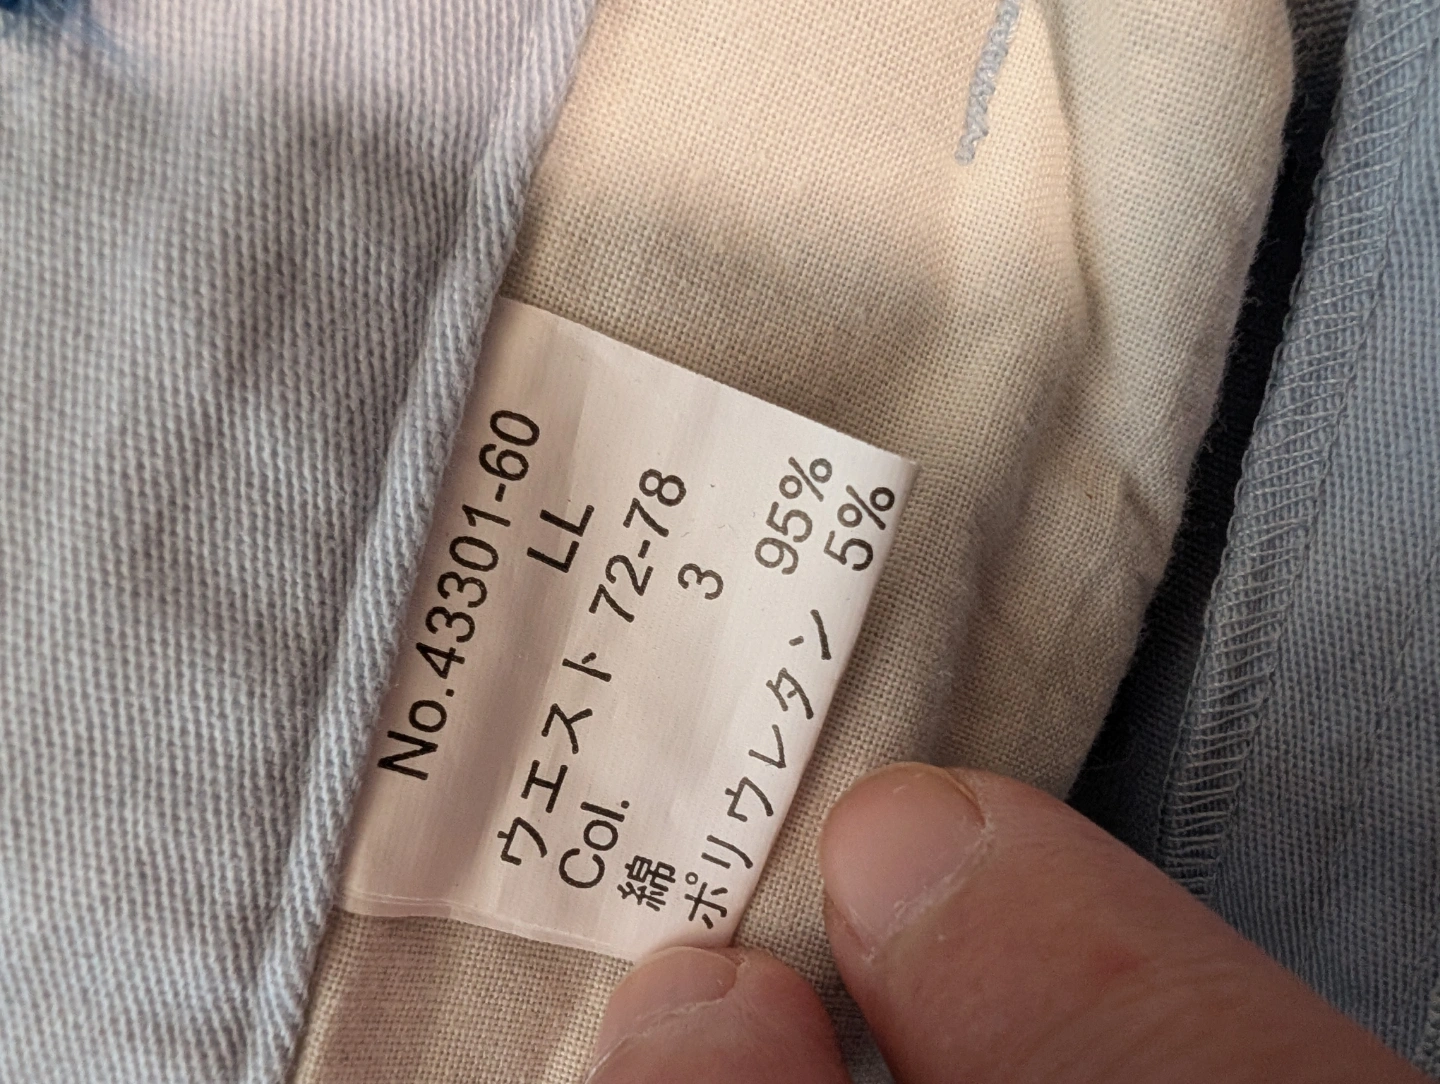 No.43301-60
LL
ウエスト 72-78
Col. 3
綿 95%
ポリウレタン 5%